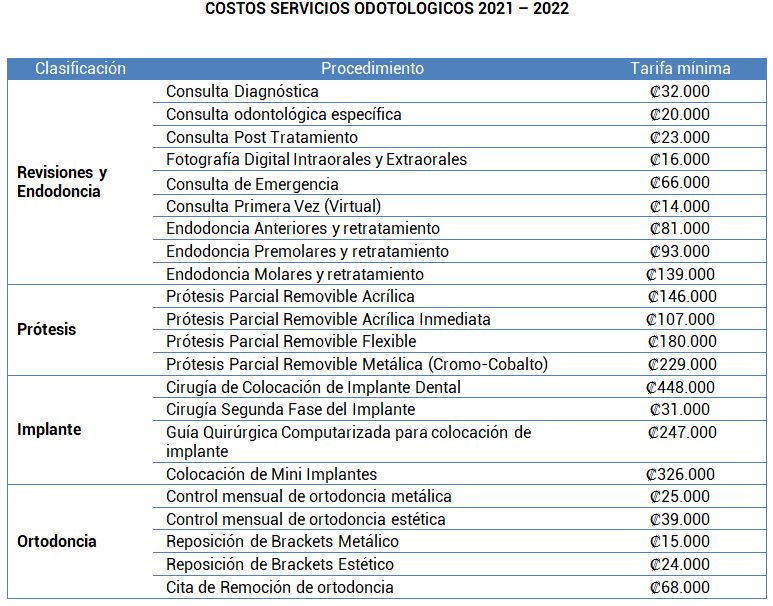 COSTOS SERVICIOS ODOTOLOGICOS 2021 – 2022
Clasificación Procedimiento Tarifa mínima
Revisiones y
Endodoncia
Consulta Diagnóstica ₡32.000
Consulta odontológica específica ₡20.000
Consulta Post Tratamiento ₡23.000
Fotografía Digital Intraorales y Extraorales ₡16.000
Consulta de Emergencia ₡66.000
Consulta Primera Vez (Virtual) ₡14.000
Endodoncia Anteriores y retratamiento ₡81.000
Endodoncia Premolares y retratamiento ₡93.000
Endodoncia Molares y retratamiento ₡139.000
Prótesis
Prótesis Parcial Removible Acrílica ₡146.000
Prótesis Parcial Removible Acrílica Inmediata ₡107.000
Prótesis Parcial Removible Flexible ₡180.000
Prótesis Parcial Removible Metálica (Cromo-Cobalto) ₡229.000
Implante
Cirugía de Colocación de Implante Dental ₡448.000
Cirugía Segunda Fase del Implante ₡31.000
Guía Quirúrgica Computarizada para colocación de ₡247.000
implante
Colocación de Mini Implantes ₡326.000
Ortodoncia
Control mensual de ortodoncia metálica ₡25.000
Control mensual de ortodoncia estética ₡39.000
Reposición de Brackets Metálico ₡15.000
Reposición de Brackets Estético ₡24.000
Cita de Remoción de ortodoncia ₡68.000